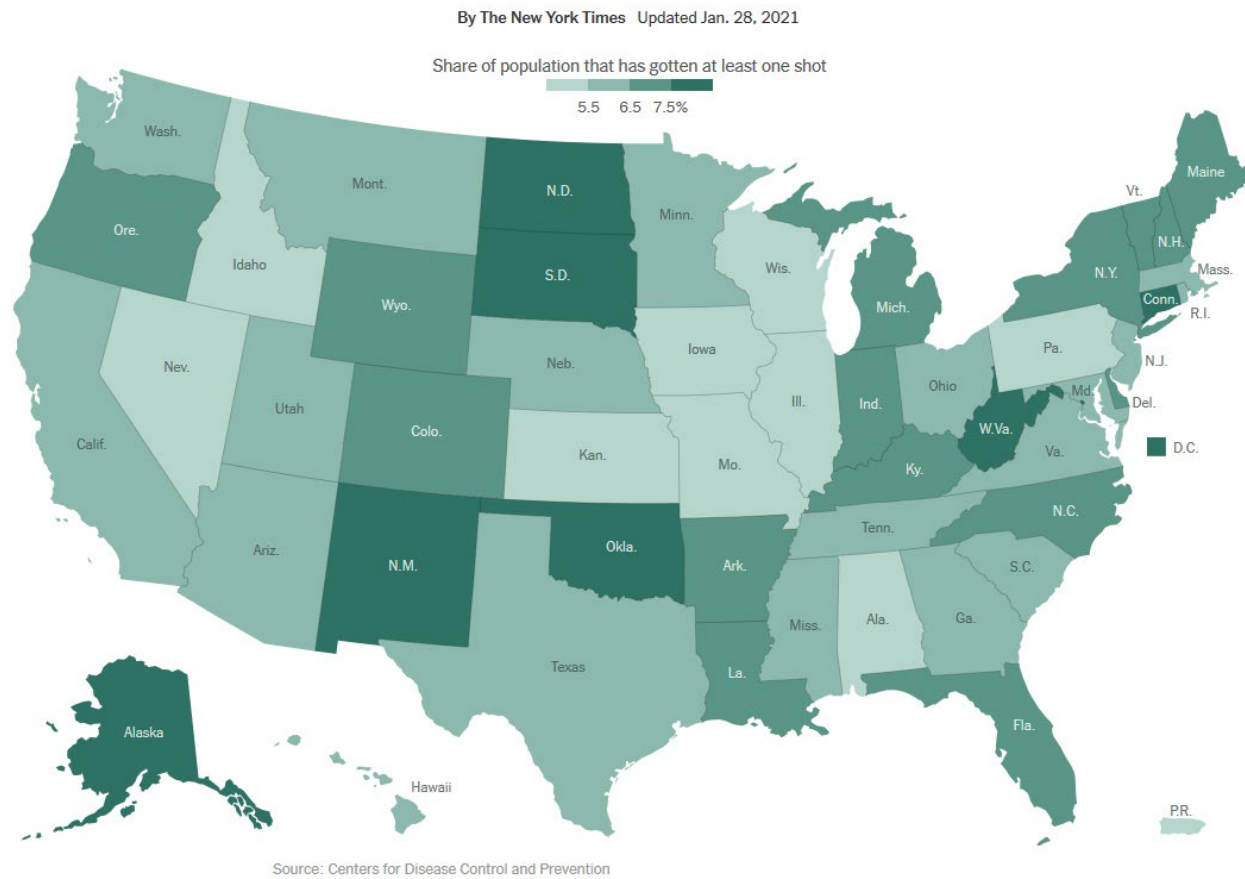 By The New York Times Updated Jan. 28, 2021
Share of population that has gotten at least one shot
5.5 6.5 7.5%
Wash.
Mont.
N.D.
Minn.
Vt.
Maine
Ore.
Idaho
S.D.
Wis.
N.H.
Wyo.
Mich.
N.Y.
Mass.
Conn.
R.I.
Nev.
Neb.
Iowa
Pa.
N.J.
Utah
Ill.
Ind.
Ohio
Md.
Del.
Calif.
Colo.
Kan.
Mo.
W.Va.
D.C.
Ky.
Va.
Ariz.
N.M.
Okla.
Ark.
Tenn.
N.C.
S.C.
Miss.
Ala.
Ga.
Texas
La.
Fla.
Alaska
Hawaii
P.R.
Source: Centers for Disease Control and Prevention